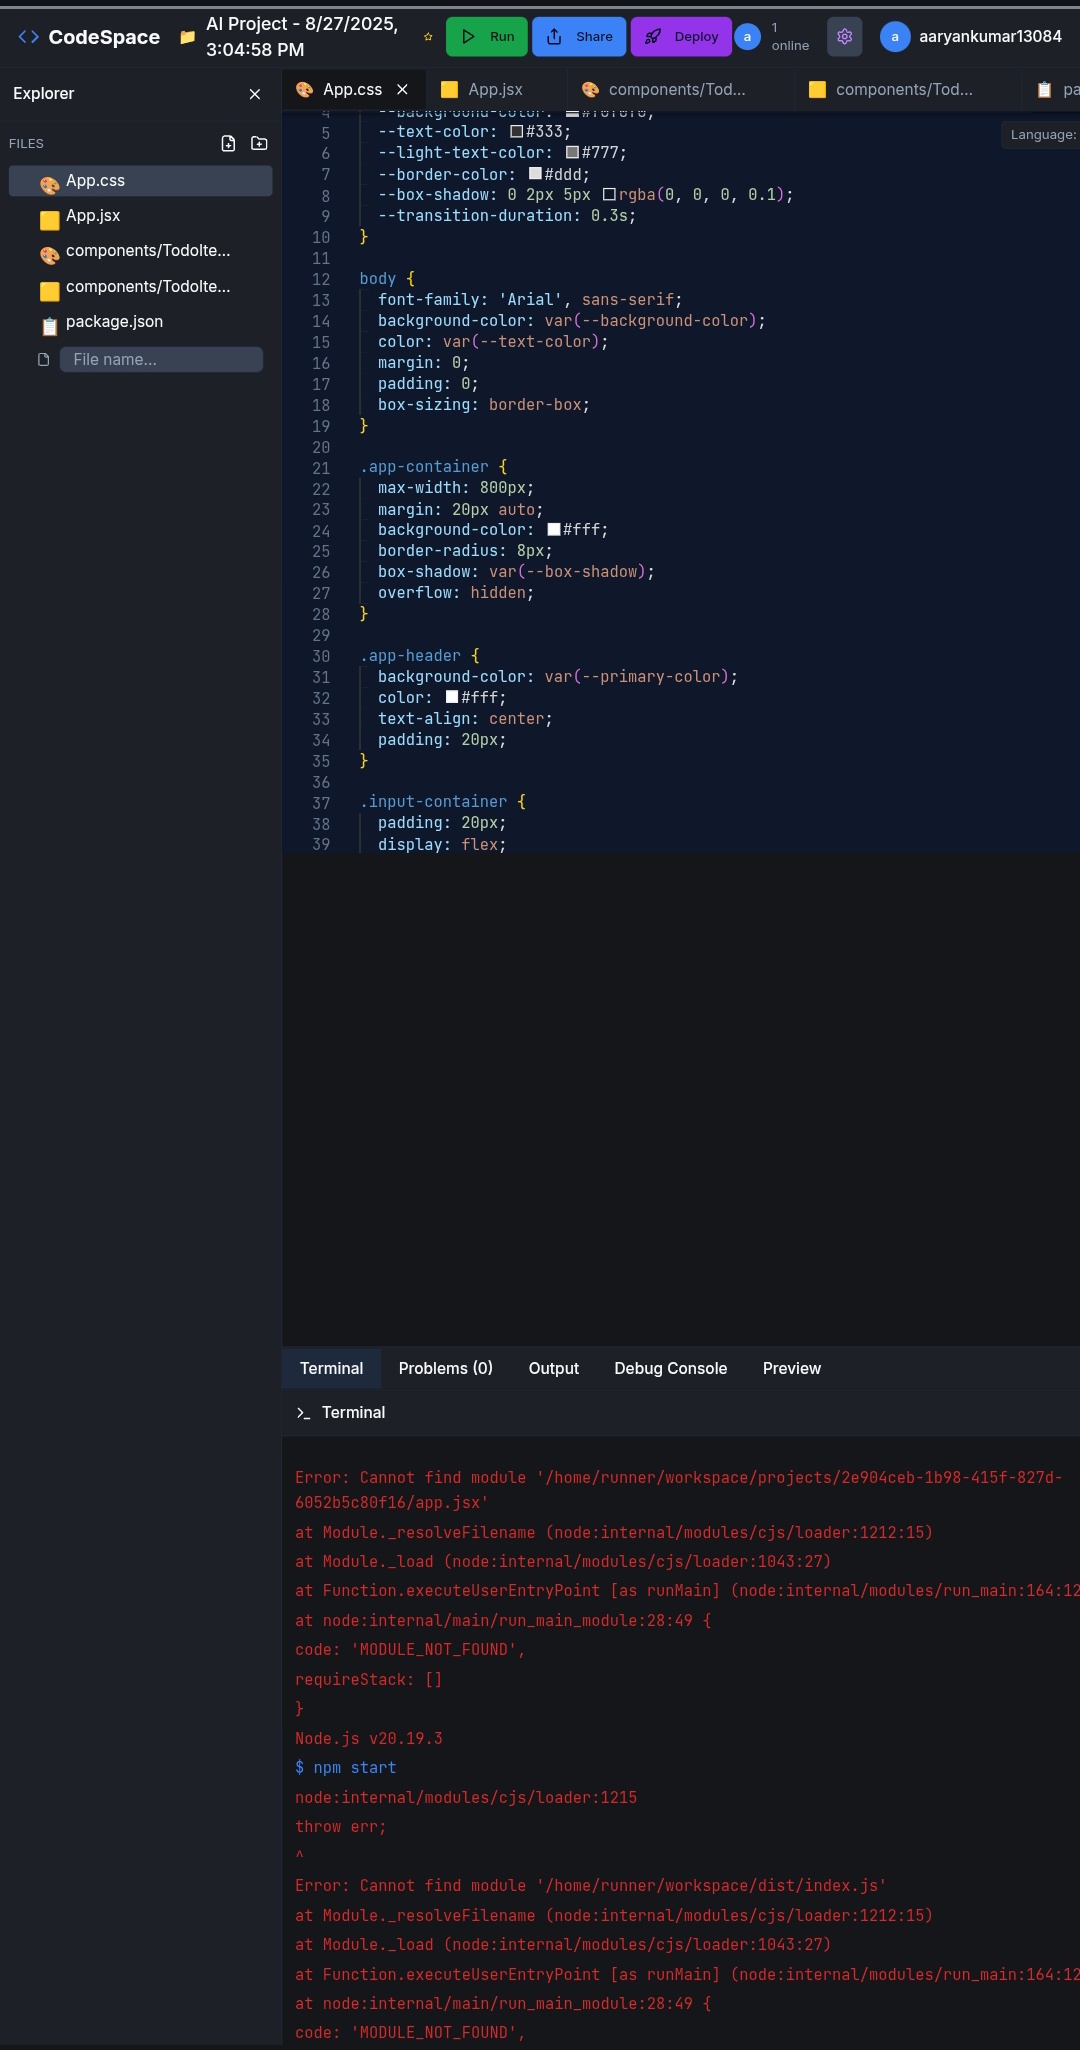 CodeSpace
AI Project - 8/27/2025,
3:04:58 PM
Run
Share
Deploy
a
1
online
a
aaryankumar13084
Explorer
App.css
App.jsx
components/Tod...
components/Tod...
pa
FILES
App.css
App.jsx
components/TodoIte...
components/TodoIte...
package.json
File name...
Language:
4 --background-color: #f0f0f0;
5 --text-color: #333;
6 --light-text-color: #777;
7 --border-color: #ddd;
8 --box-shadow: 0 2px 5px rgba(0, 0, 0, 0.1);
9 --transition-duration: 0.3s;
10 }
11
12 body {
13 font-family: 'Arial', sans-serif;
14 background-color: var(--background-color);
15 color: var(--text-color);
16 margin: 0;
17 padding: 0;
18 box-sizing: border-box;
19 }
20
21 .app-container {
22 max-width: 800px;
23 margin: 20px auto;
24 background-color: #fff;
25 border-radius: 8px;
26 box-shadow: var(--box-shadow);
27 overflow: hidden;
28 }
29
30 .app-header {
31 background-color: var(--primary-color);
32 color: #fff;
33 text-align: center;
34 padding: 20px;
35 }
36
37 .input-container {
38 padding: 20px;
39 display: flex;
Terminal
Problems (0)
Output
Debug Console
Preview
Terminal
Error: Cannot find module '/home/runner/workspace/projects/2e904ceb-1b98-415f-827d-
6052b5c80f16/app.jsx'
at Module._resolveFilename (node:internal/modules/cjs/loader:1212:15)
at Module._load (node:internal/modules/cjs/loader:1043:27)
at Function.executeUserEntryPoint [as runMain] (node:internal/modules/run_main:164:12
at node:internal/main/run_main_module:28:49 {
code: 'MODULE_NOT_FOUND',
requireStack: []
}
Node.js v20.19.3
$ npm start
node:internal/modules/cjs/loader:1215
throw err;
^
Error: Cannot find module '/home/runner/workspace/dist/index.js'
at Module._resolveFilename (node:internal/modules/cjs/loader:1212:15)
at Module._load (node:internal/modules/cjs/loader:1043:27)
at Function.executeUserEntryPoint [as runMain] (node:internal/modules/run_main:164:12
at node:internal/main/run_main_module:28:49 {
code: 'MODULE_NOT_FOUND',